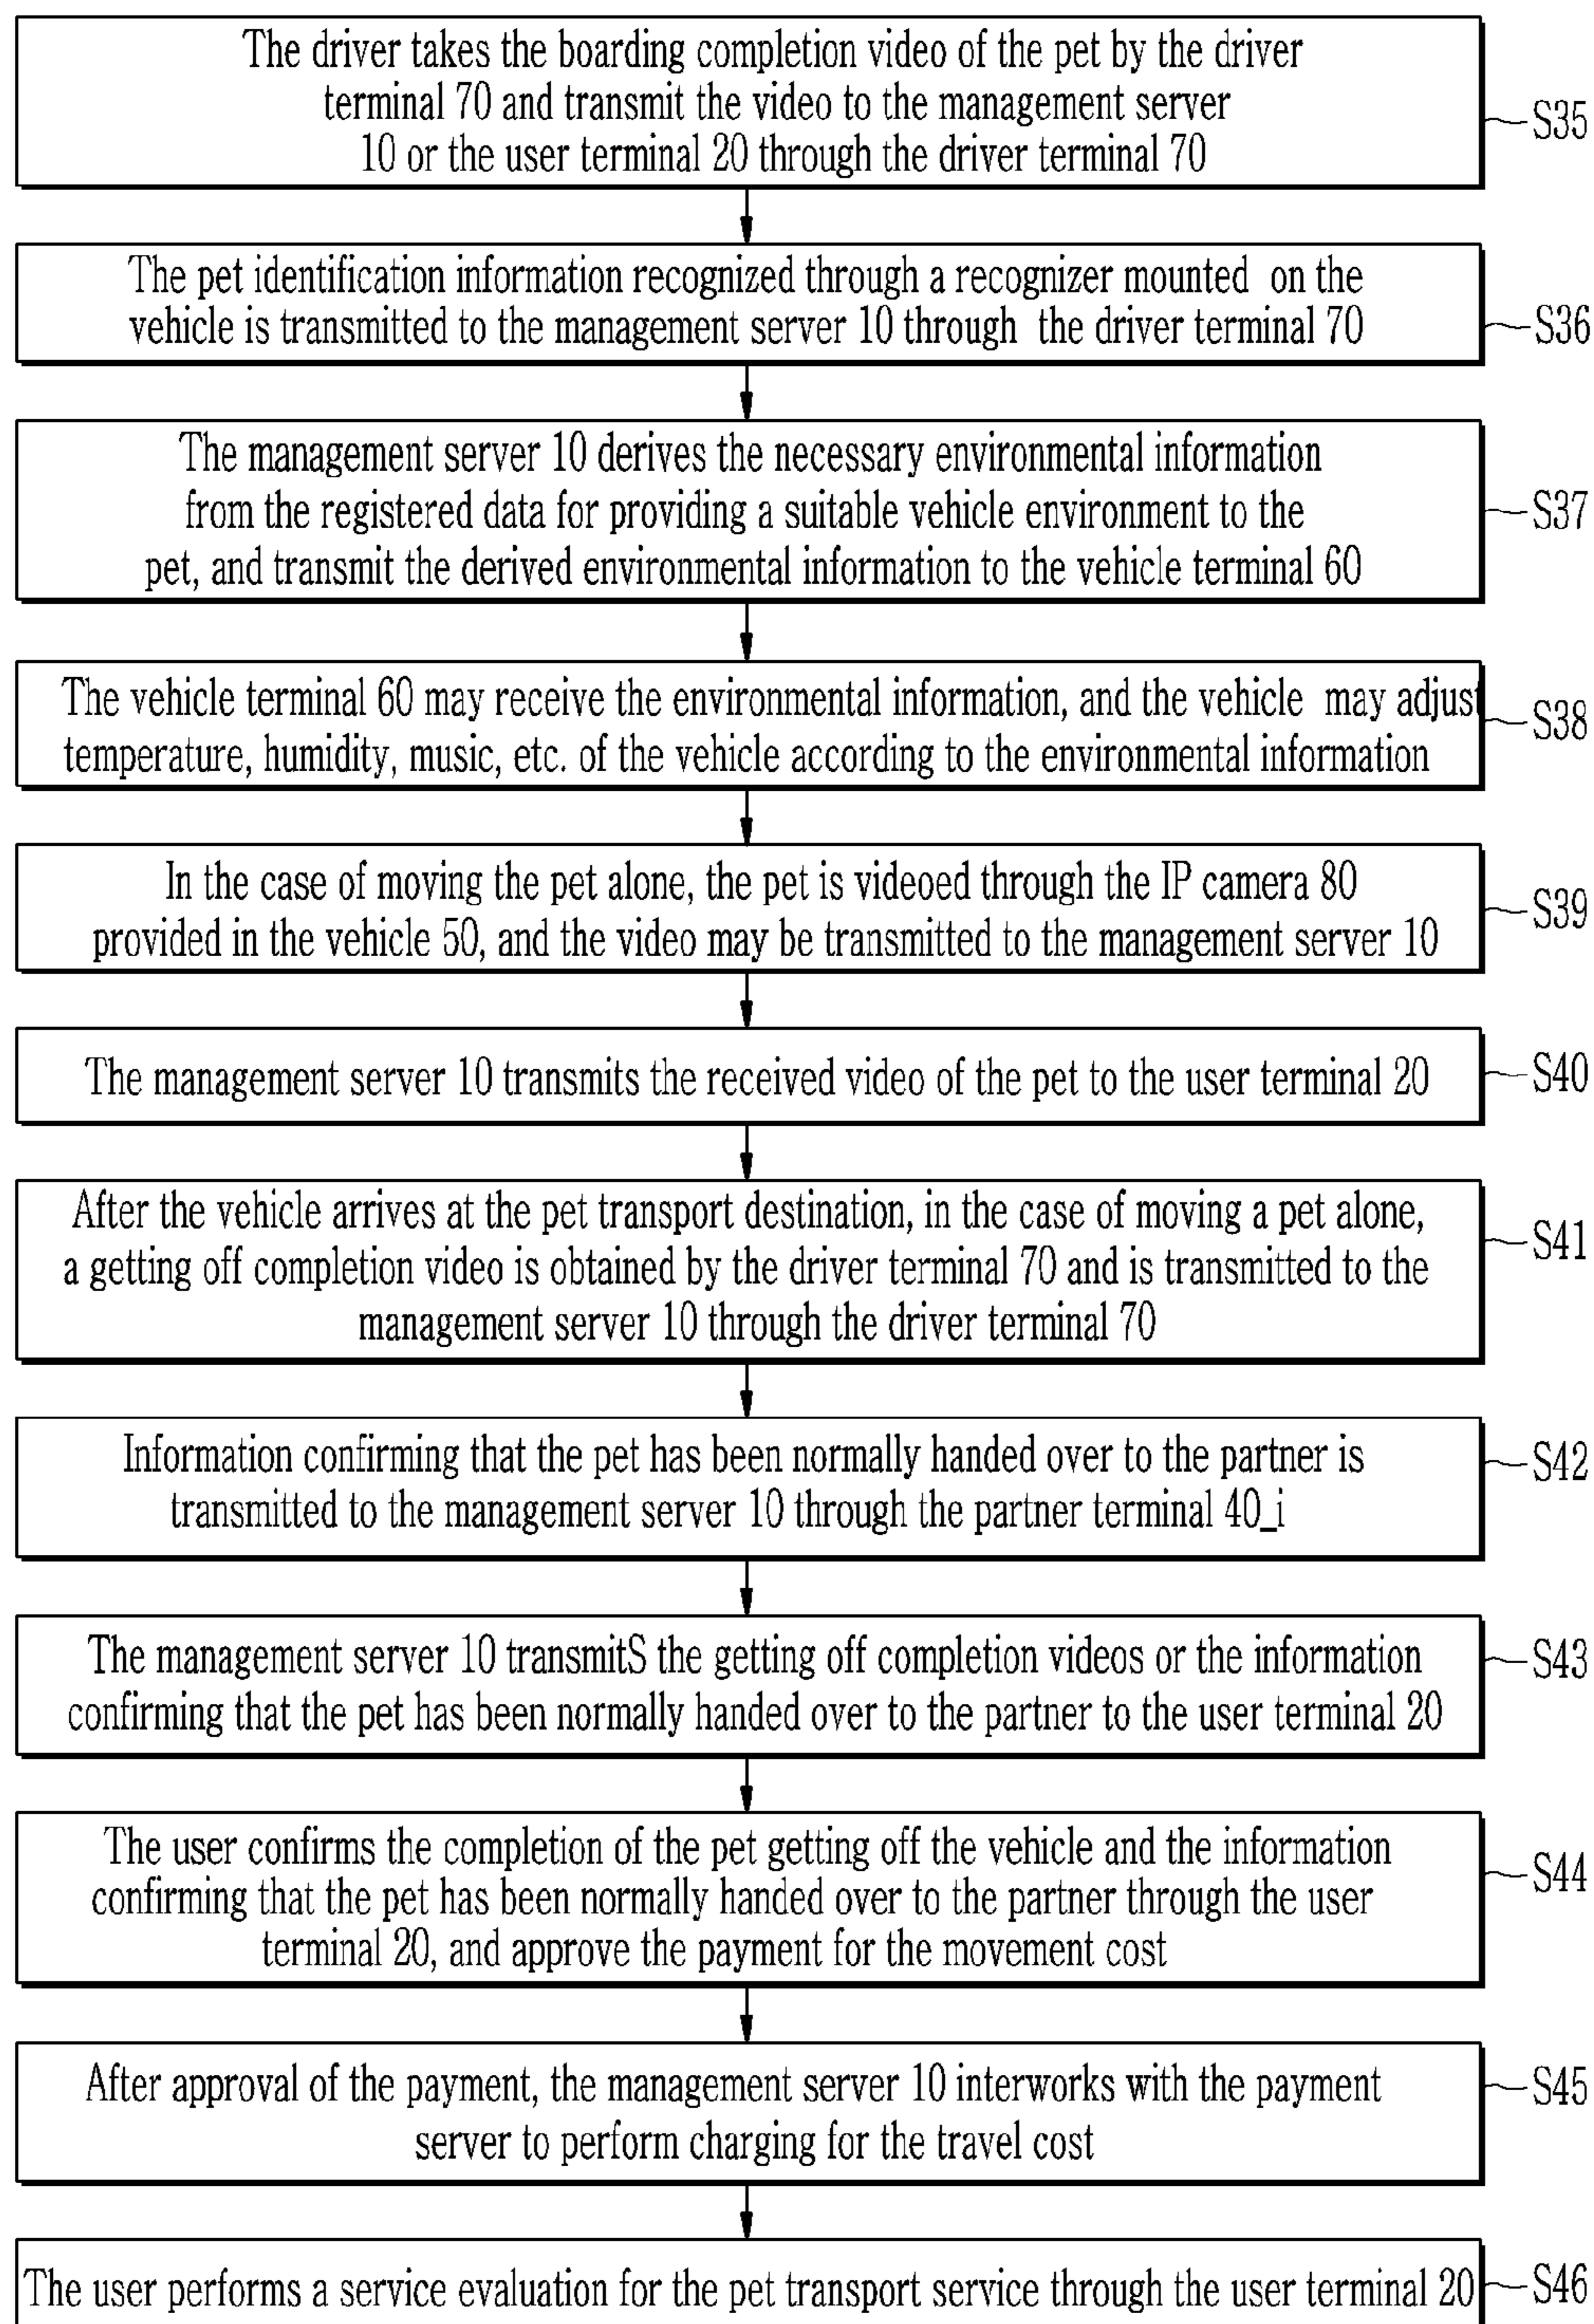 The driver takes the boarding completion video of the pet by the driver
terminal 70 and transmit the video to the management server
10 or the user terminal 20 through the driver terminal 70
S35
The pet identification information recognized through a recognizer mounted on the
vehicle is transmitted to the management server 10 through the driver terminal 70
S36
The management server 10 derives the necessary environmental information
from the registered data for providing a suitable vehicle environment to the
pet, and transmit the derived environmental information to the vehicle terminal 60
S37
The vehicle terminal 60 may receive the environmental information, and the vehicle may adjust
temperature, humidity, music, etc. of the vehicle according to the environmental information
S38
In the case of moving the pet alone, the pet is videoed through the IP camera 80
provided in the vehicle 50, and the video may be transmitted to the management server 10
S39
The management server 10 transmits the received video of the pet to the user terminal 20
S40
After the vehicle arrives at the pet transport destination, in the case of moving a pet alone,
a getting off completion video is obtained by the driver terminal 70 and is transmitted to the
management server 10 through the driver terminal 70
S41
Information confirming that the pet has been normally handed over to the partner is
transmitted to the management server 10 through the partner terminal 40_i
S42
The management server 10 transmitS the getting off completion videos or the information
confirming that the pet has been normally handed over to the partner to the user terminal 20
S43
The user confirms the completion of the pet getting off the vehicle and the information
confirming that the pet has been normally handed over to the partner through the user
terminal 20, and approve the payment for the movement cost
S44
After approval of the payment, the management server 10 interworks with the payment
server to perform charging for the travel cost
S45
The user performs a service evaluation for the pet transport service through the user terminal 20
S46